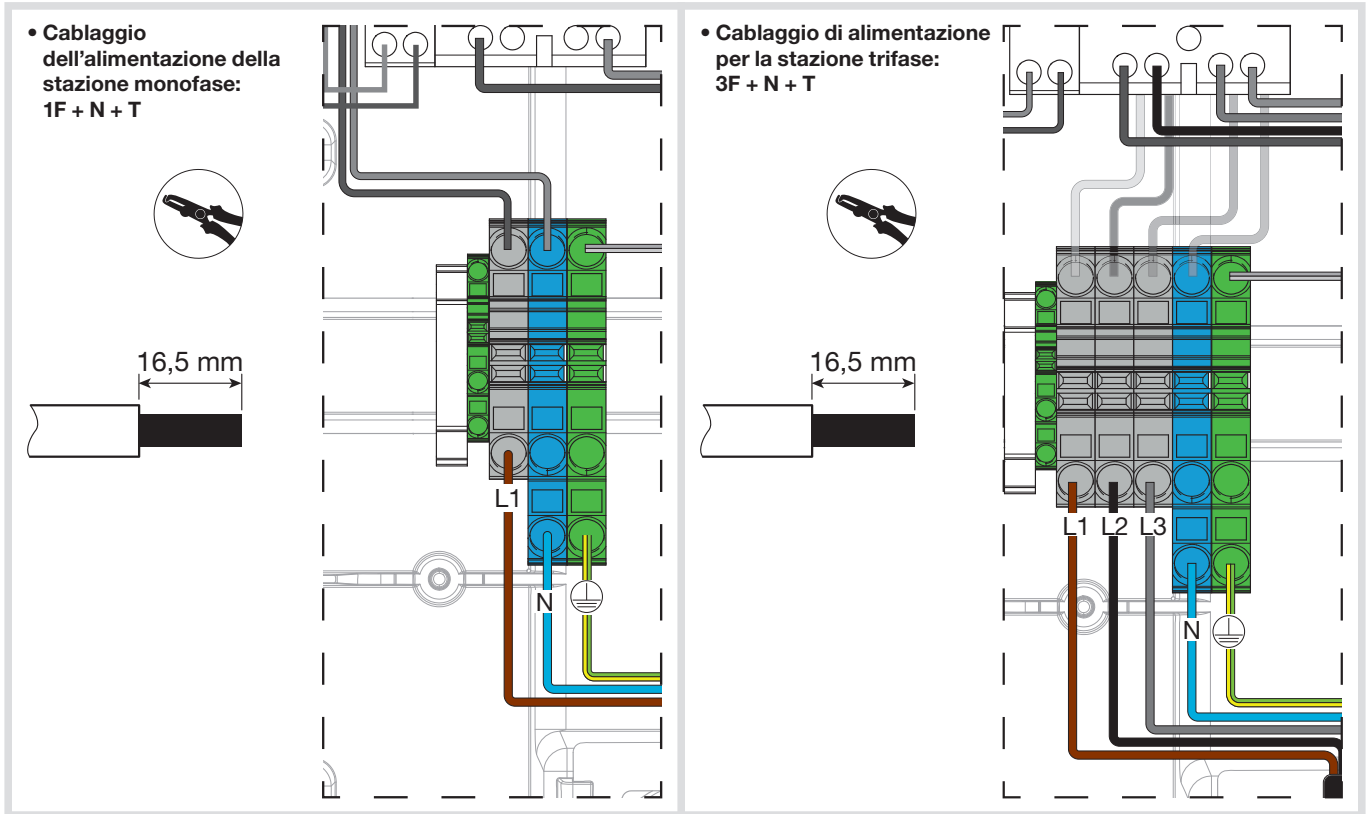 • Cablaggio
dell’alimentazione della
stazione monofase:
1F + N + T
16,5 mm
L1
N
• Cablaggio di alimentazione
per la stazione trifase:
3F + N + T
16,5 mm
L1 L2 L3
N